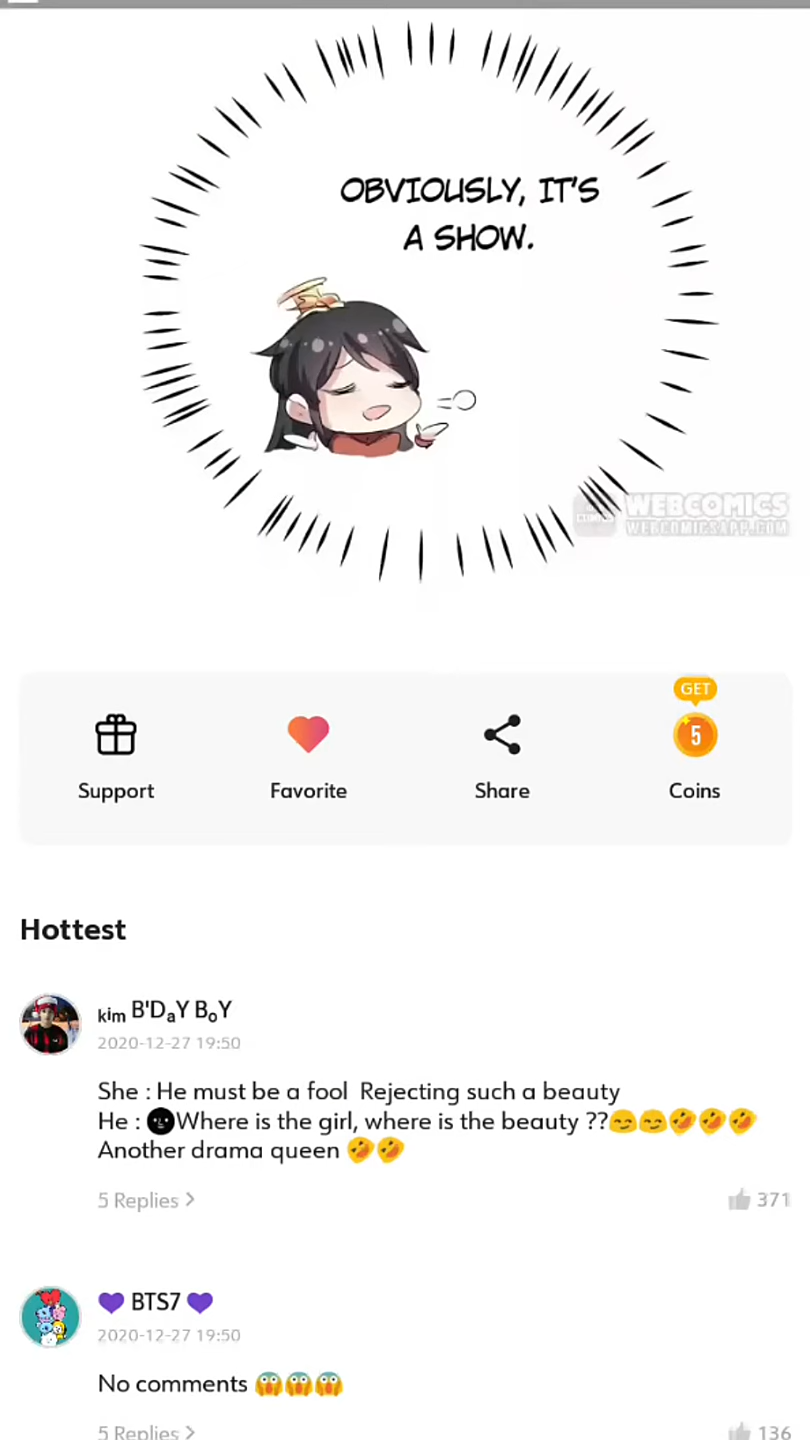 OBVIOUSLY, IT'S
A SHOW.
WEBCOMICS
WEBCOMICSAPP.COM
GET
5
Support
Favorite
Share
Coins
Hottest
kim B'DaY BoY
2020-12-27 19:50
She : He must be a fool Rejecting such a beauty
He : 🌚Where is the girl, where is the beauty ??😏😏🤣🤣🤣
Another drama queen 🤣🤣
5 Replies >
371
💜 BTS7 💜
2020-12-27 19:50
No comments 😱😱😱
5 Replies >
136